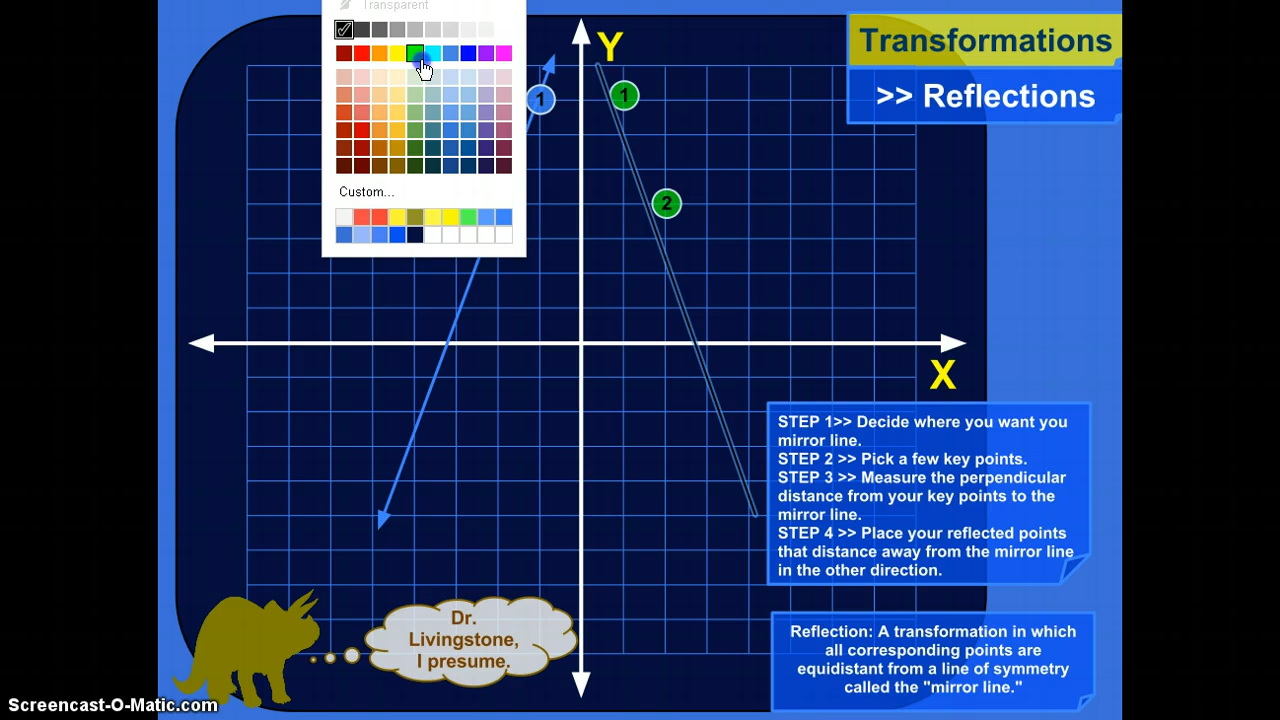 Transparent
Custom...
Y
1
1
2
X
Transformations
>> Reflections
STEP 1>> Decide where you want you
mirror line.
STEP 2 >> Pick a few key points.
STEP 3 >> Measure the perpendicular
distance from your key points to the
mirror line.
STEP 4 >> Place your reflected points
that distance away from the mirror line
in the other direction.
Dr.
Livingstone,
I presume.
Reflection: A transformation in which
all corresponding points are
equidistant from a line of symmetry
called the "mirror line."
Screencast-O-Matic.com